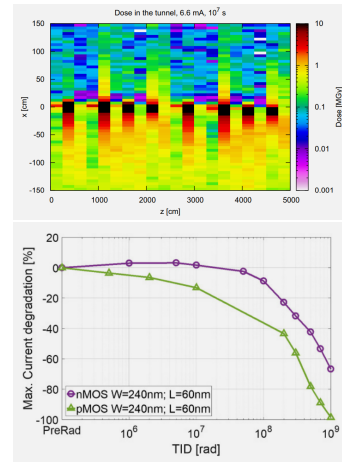 Dose in the tunnel, 6.6 mA, 10⁷ s
150
100
50
0
-50
-100
-150
x [cm]
0 1000 2000 3000 4000 5000
z [cm]
10
1
0.1
0.01
0.001
Dose [MGy]
20
0
-20
-40
-60
-80
-100
Max. Current degradation [%]
nMOS W=240nm; L=60nm
pMOS W=240nm; L=60nm
PreRad 10⁶ 10⁷ 10⁸ 10⁹
TID [rad]